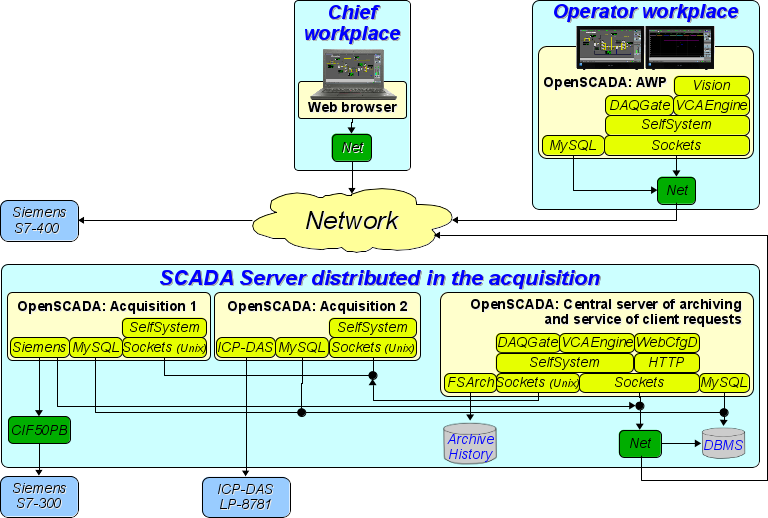 Chief
workplace
Web browser
Net
Operator workplace
OpenSCADA: AWP
Vision
DAQGate
VCAEngine
SelfSystem
MySQL
Sockets
Net
Siemens
S7-400
Network
SCADA Server distributed in the acquisition
OpenSCADA: Acquisition 1
SelfSystem
Siemens
MySQL
Sockets (Unix)
OpenSCADA: Acquisition 2
SelfSystem
ICP-DAS
MySQL
Sockets (Unix)
OpenSCADA: Central server of archiving
and service of client requests
DAQGate
VCAEngine
WebCfgD
SelfSystem
HTTP
FSArch
Sockets (Unix)
Sockets
MySQL
CIF50PB
Archive
History
Net
DBMS
Siemens
S7-300
ICP-DAS
LP-8781